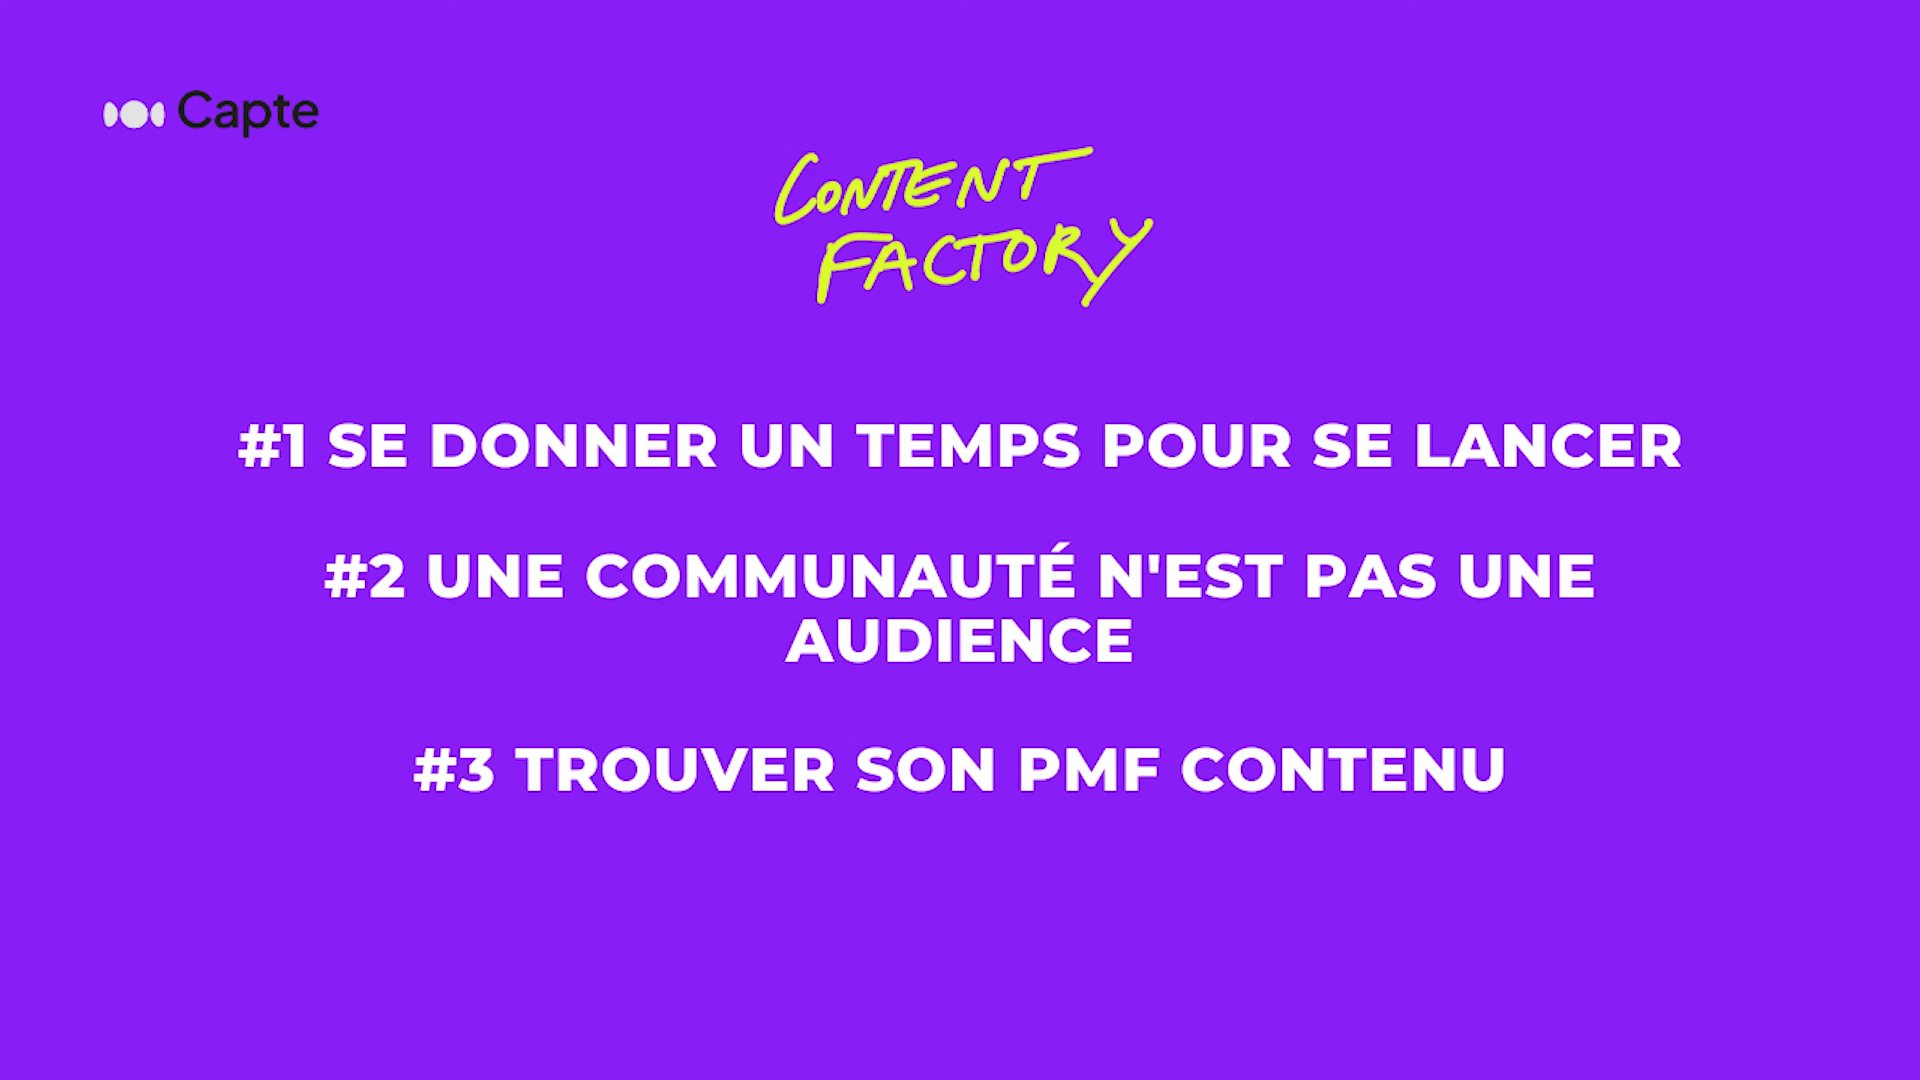 Capte
CONTENT
FACTORY
#1 SE DONNER UN TEMPS POUR SE LANCER
#2 UNE COMMUNAUTÉ N'EST PAS UNE
AUDIENCE
#3 TROUVER SON PMF CONTENU